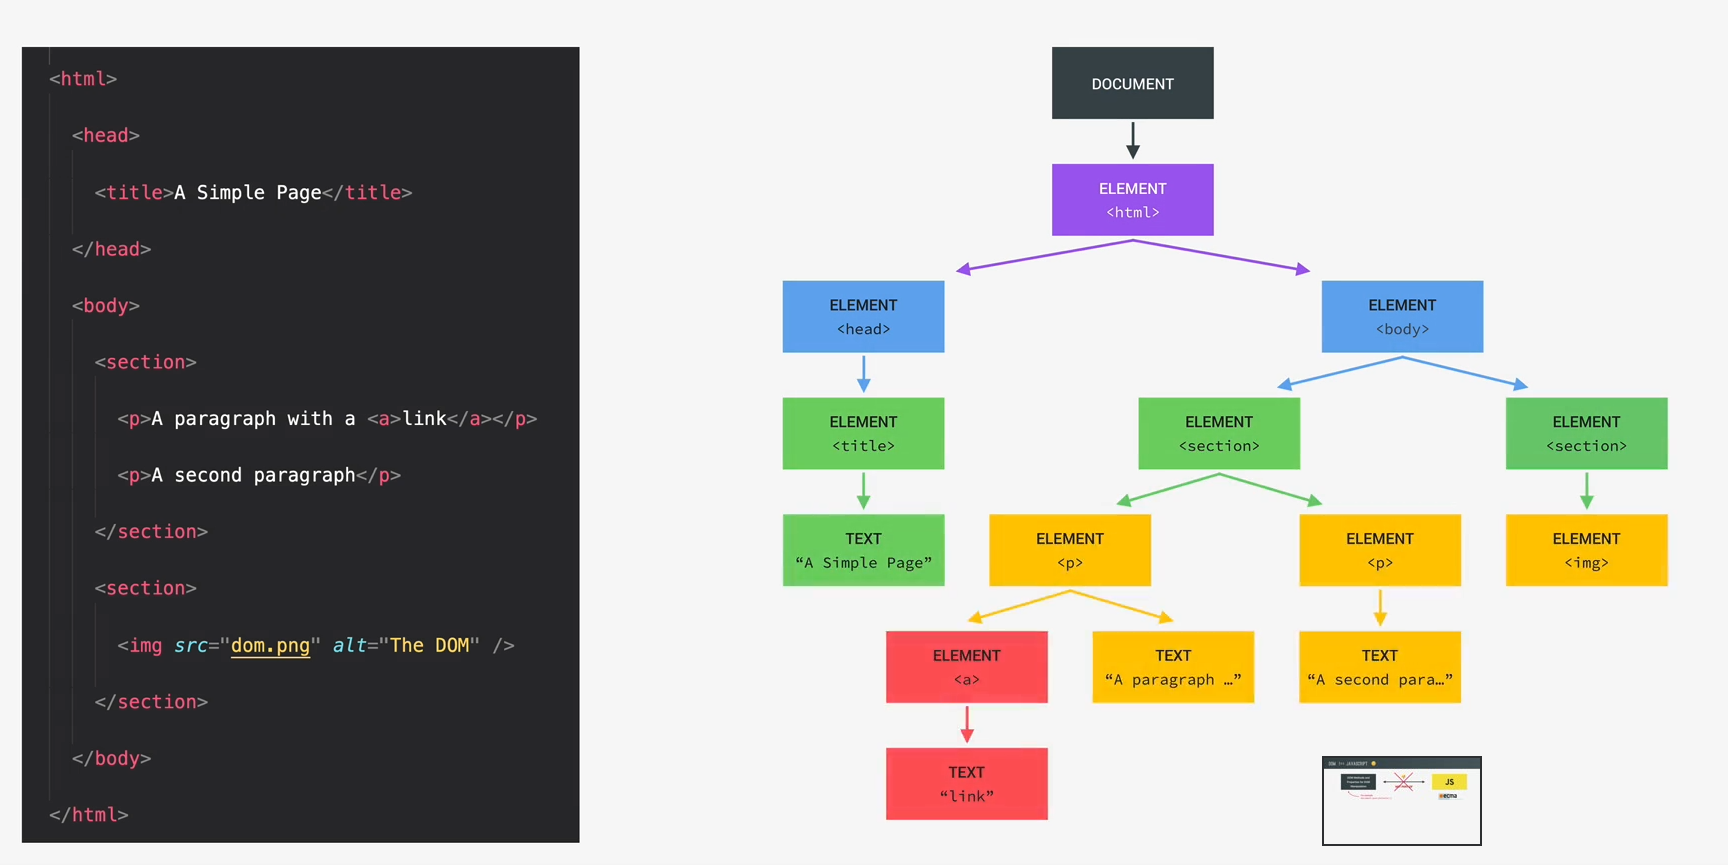 <html>
<head>
<title>A Simple Page</title>
</head>
<body>
<section>
<p>A paragraph with a <a>link</a></p>
<p>A second paragraph</p>
</section>
<section>
<img src="dom.png" alt="The DOM" />
</section>
</body>
</html>
DOCUMENT
ELEMENT
<html>
ELEMENT
<head>
ELEMENT
<body>
ELEMENT
<title>
ELEMENT
<section>
ELEMENT
<section>
TEXT
“A Simple Page”
ELEMENT
<p>
ELEMENT
<p>
ELEMENT
<img>
ELEMENT
<a>
TEXT
“A paragraph …”
TEXT
“A second para…”
TEXT
“link”
JS